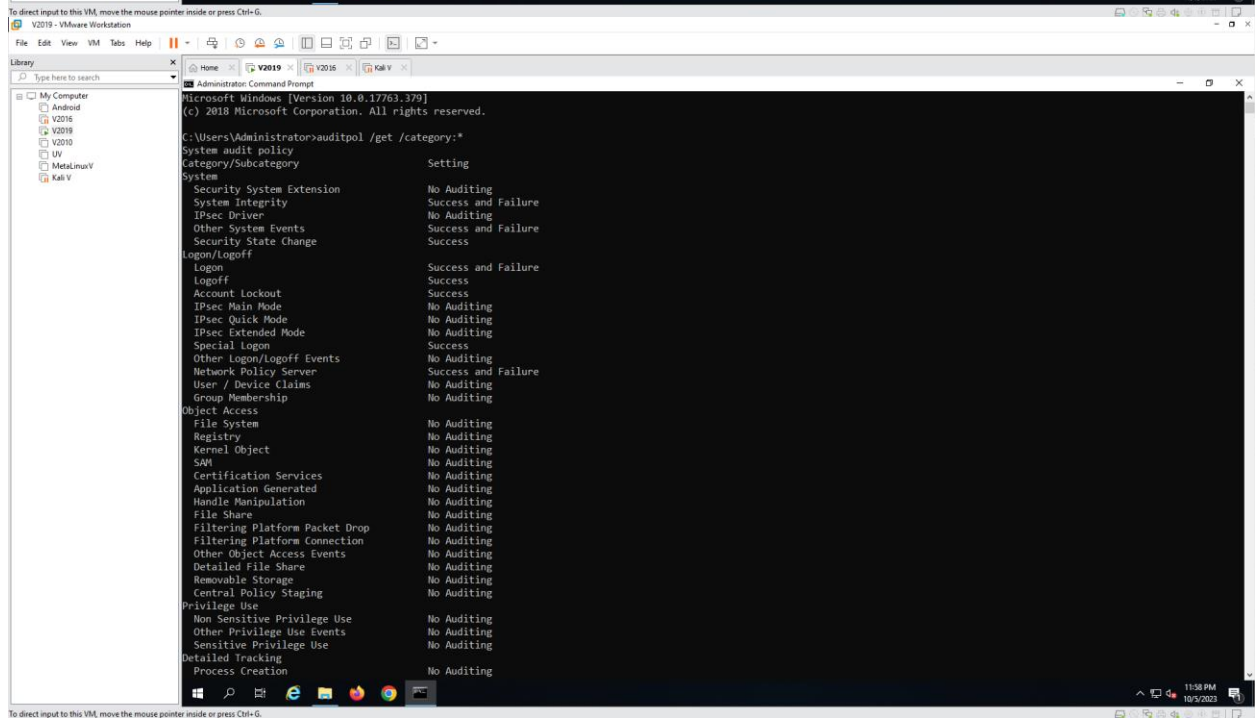 To direct input to this VM, move the mouse pointer inside or press Ctrl+G.
V2019 - VMware Workstation
File Edit View VM Tabs Help
Library
Home V2019 V2016 Kali V
Type here to search
Administrator: Command Prompt
My Computer
Android
V2016
V2019
V2010
UV
MetaLinuxV
Kali V
Microsoft Windows [Version 10.0.17763.379]
(c) 2018 Microsoft Corporation. All rights reserved.
C:\Users\Administrator>auditpol /get /category:*
System audit policy
Category/Subcategory Setting
System
Security System Extension No Auditing
System Integrity Success and Failure
IPsec Driver No Auditing
Other System Events Success and Failure
Security State Change Success
Logon/Logoff
Logon Success and Failure
Logoff Success
Account Lockout Success
IPsec Main Mode No Auditing
IPsec Quick Mode No Auditing
IPsec Extended Mode No Auditing
Special Logon Success
Other Logon/Logoff Events No Auditing
Network Policy Server Success and Failure
User / Device Claims No Auditing
Group Membership No Auditing
Object Access
File System No Auditing
Registry No Auditing
Kernel Object No Auditing
SAM No Auditing
Certification Services No Auditing
Application Generated No Auditing
Handle Manipulation No Auditing
File Share No Auditing
Filtering Platform Packet Drop No Auditing
Filtering Platform Connection No Auditing
Other Object Access Events No Auditing
Detailed File Share No Auditing
Removable Storage No Auditing
Central Policy Staging No Auditing
Privilege Use
Non Sensitive Privilege Use No Auditing
Other Privilege Use Events No Auditing
Sensitive Privilege Use No Auditing
Detailed Tracking
Process Creation No Auditing
11:58 PM
10/5/2023
To direct input to this VM, move the mouse pointer inside or press Ctrl+G.